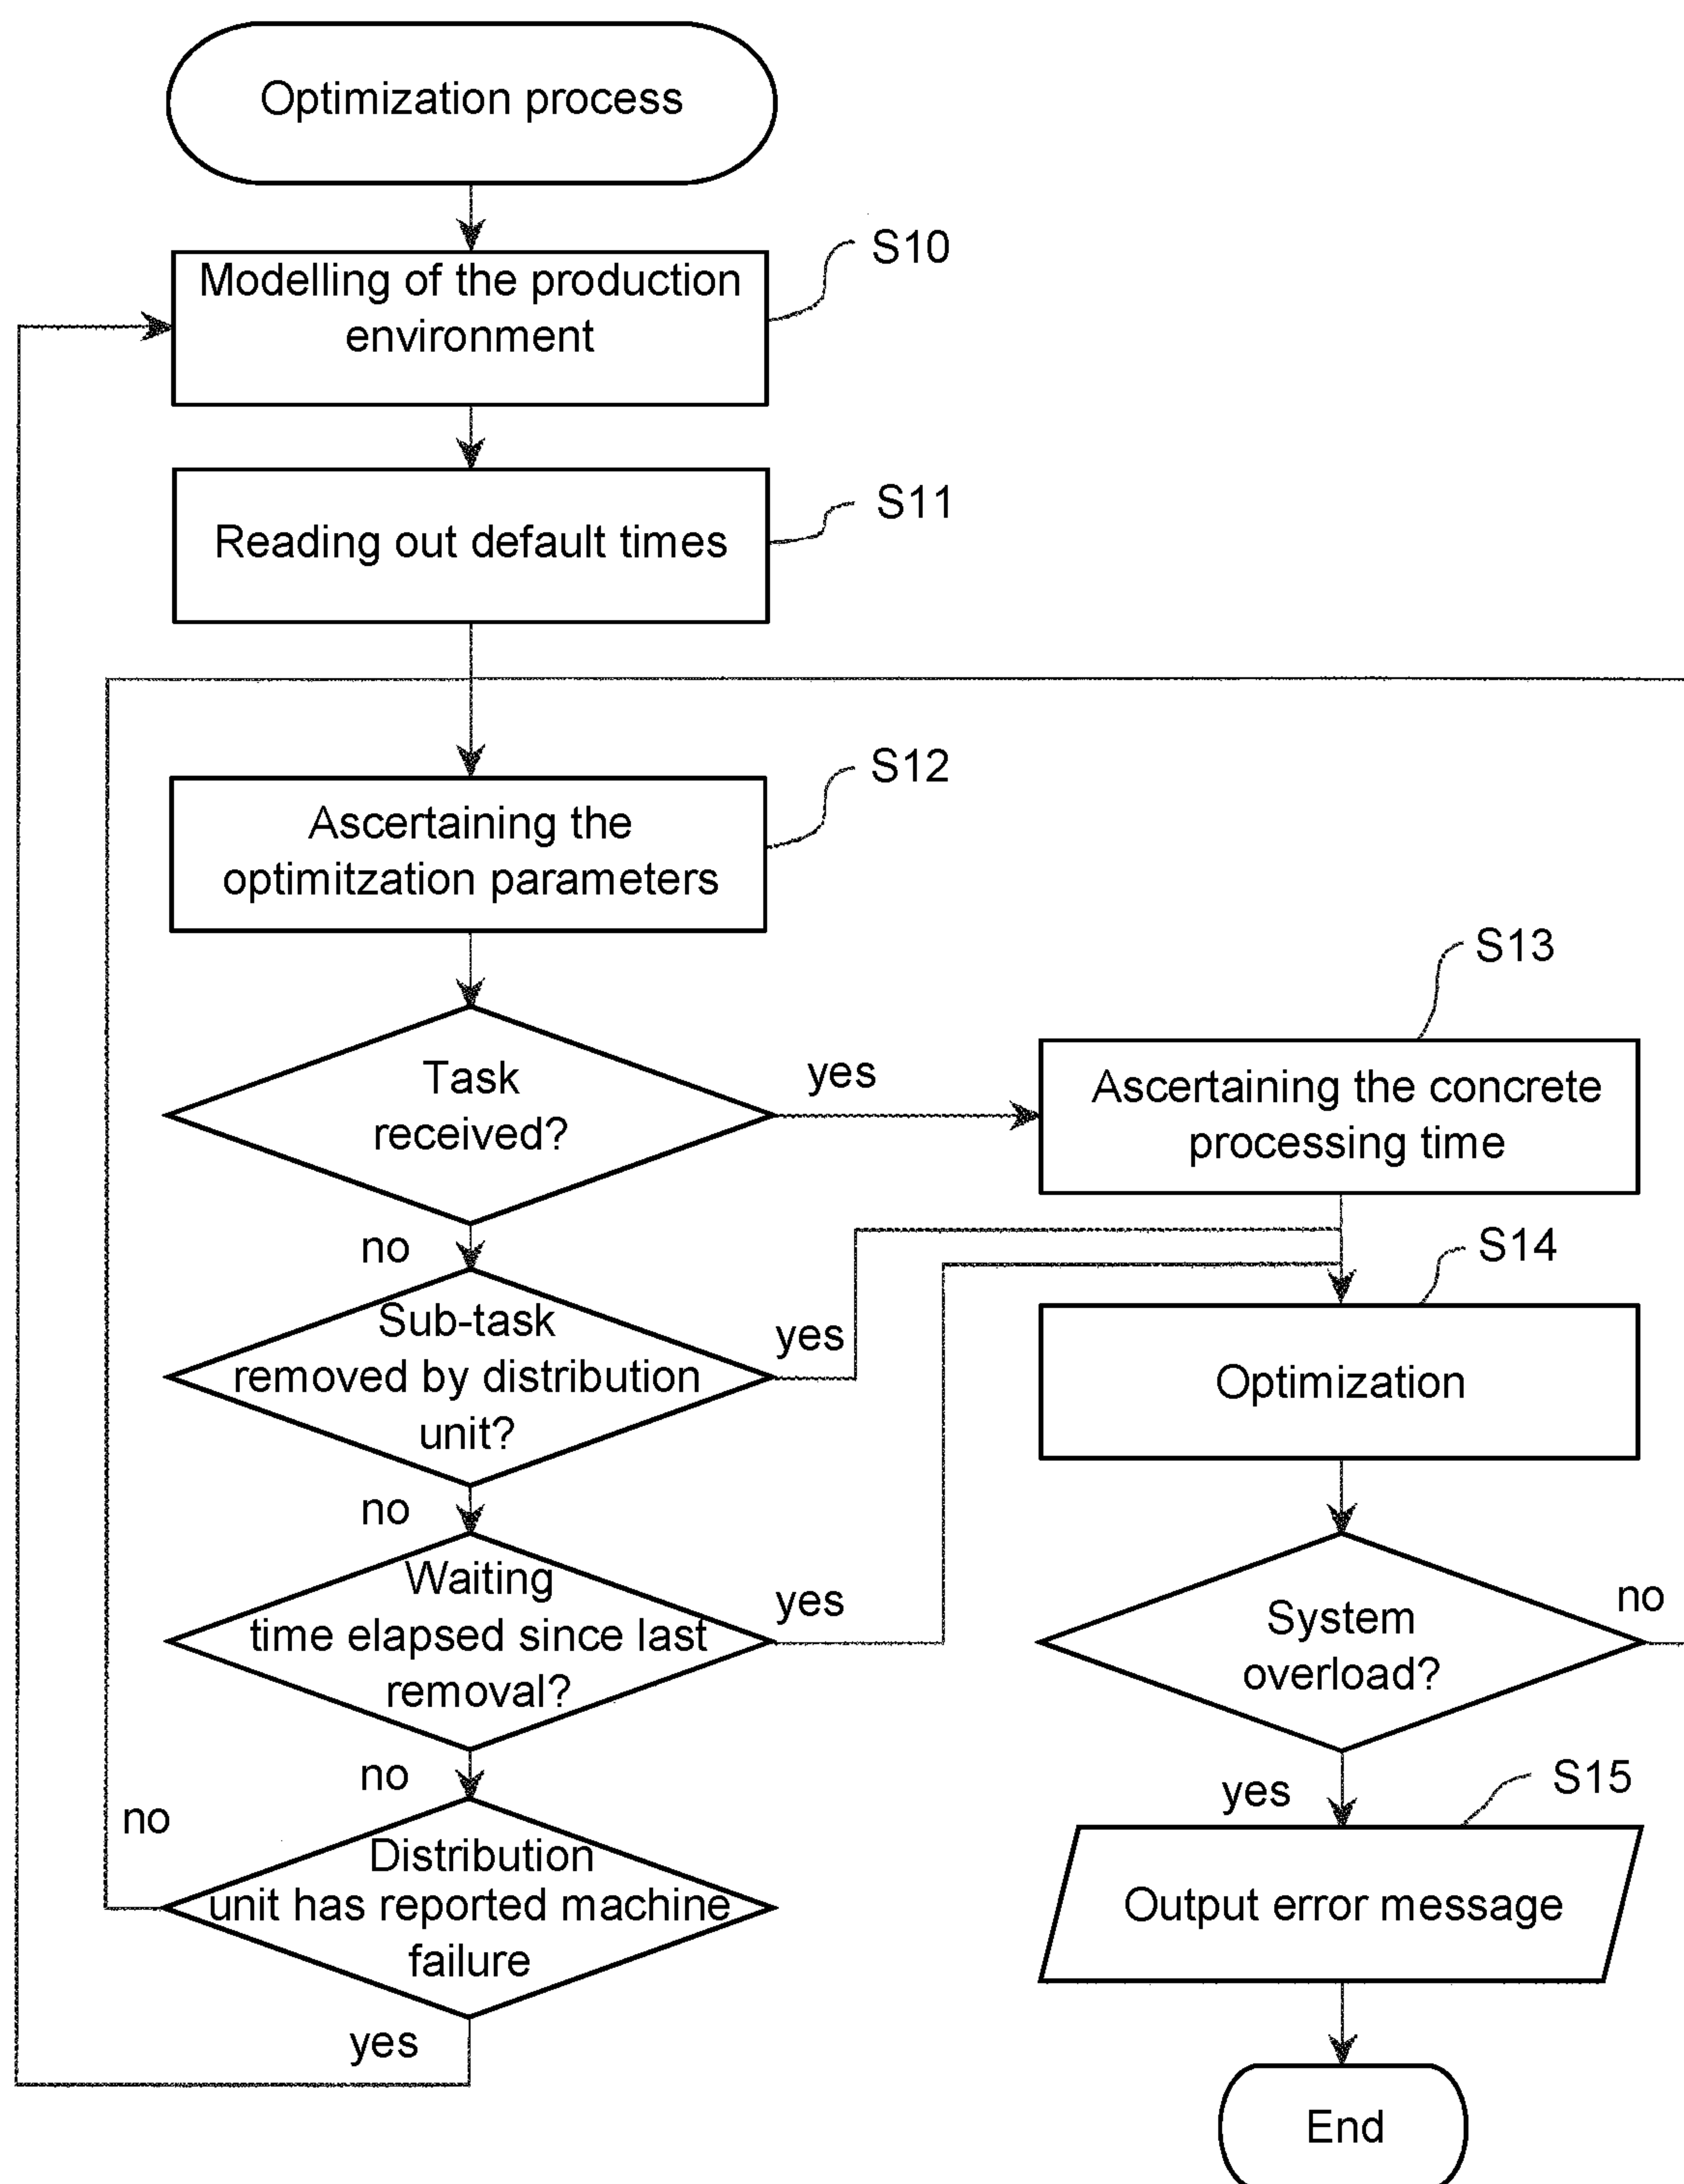 Optimization process
S10
Modelling of the production
environment
S11
Reading out default times
S12
Ascertaining the
optimitzation parameters
S13
Task
received?
yes
Ascertaining the concrete
processing time
no
S14
Sub-task
removed by distribution
unit?
yes
Optimization
no
Waiting
time elapsed since last
removal?
yes
System
overload?
no
no
yes
S15
no
Distribution
unit has reported machine
failure
Output error message
yes
End